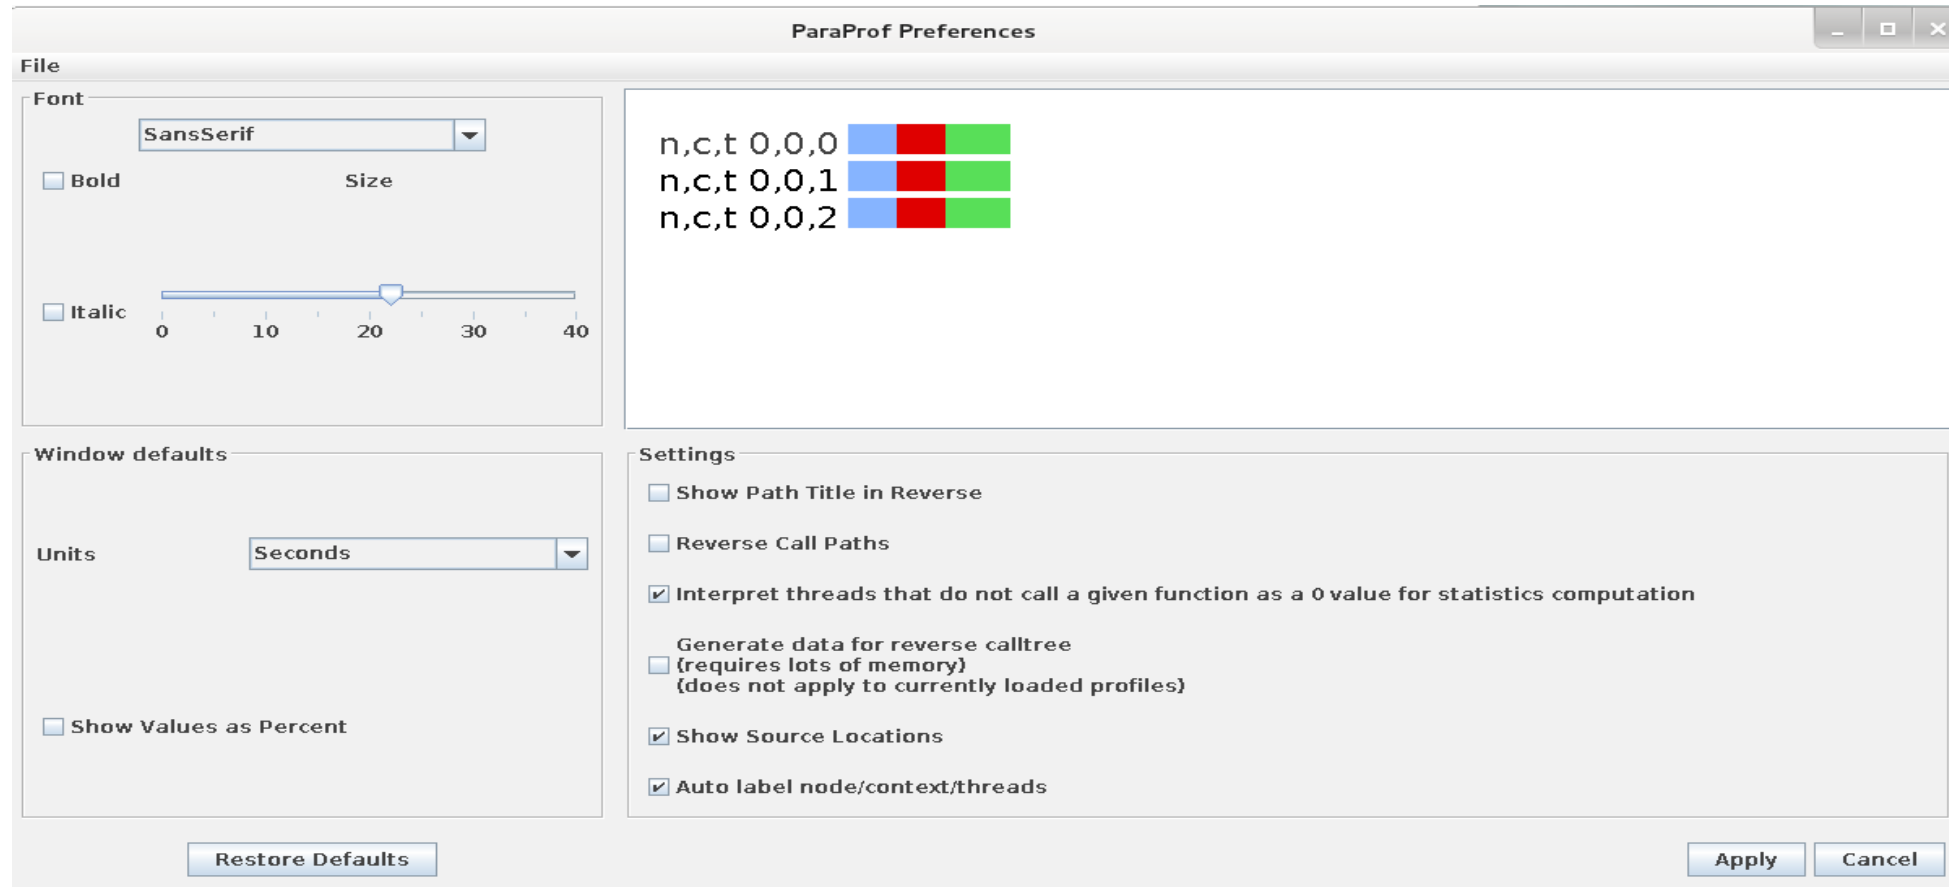 ParaProf Preferences
File
Font
SansSerif
Bold
Size
Italic
0 10 20 30 40
n,c,t 0,0,0
n,c,t 0,0,1
n,c,t 0,0,2
Window defaults
Units
Seconds
Show Values as Percent
Settings
Show Path Title in Reverse
Reverse Call Paths
Interpret threads that do not call a given function as a 0 value for statistics computation
Generate data for reverse calltree
(requires lots of memory)
(does not apply to currently loaded profiles)
Show Source Locations
Auto label node/context/threads
Restore Defaults
Apply
Cancel